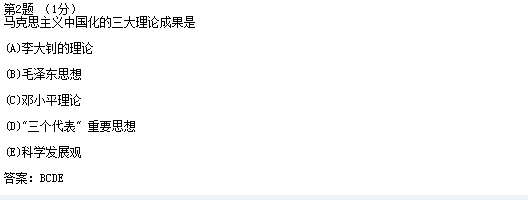 第2题 （1分）
马克思主义中国化的三大理论成果是
(A)李大钊的理论
(B)毛泽东思想
(C)邓小平理论
(D)"三个代表" 重要思想
(E)科学发展观
答案: BCDE